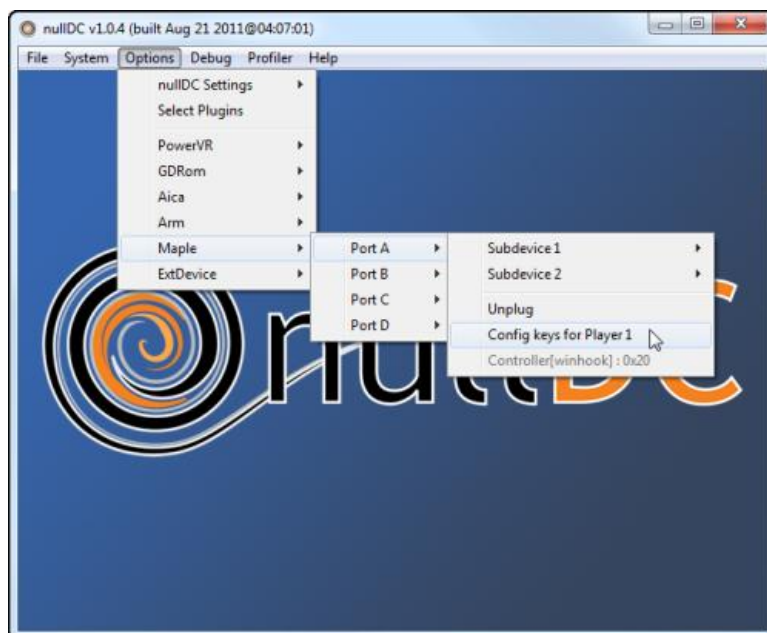 nullDC v1.0.4 (built Aug 21 2011@04:07:01)
File System Options Debug Profiler Help
nullDC Settings
Select Plugins
PowerVR
GDRom
Aica
Arm
Maple
ExtDevice
Port A
Port B
Port C
Port D
Subdevice 1
Subdevice 2
Unplug
Config keys for Player 1
Controller[winhook] : 0x20
nullDC